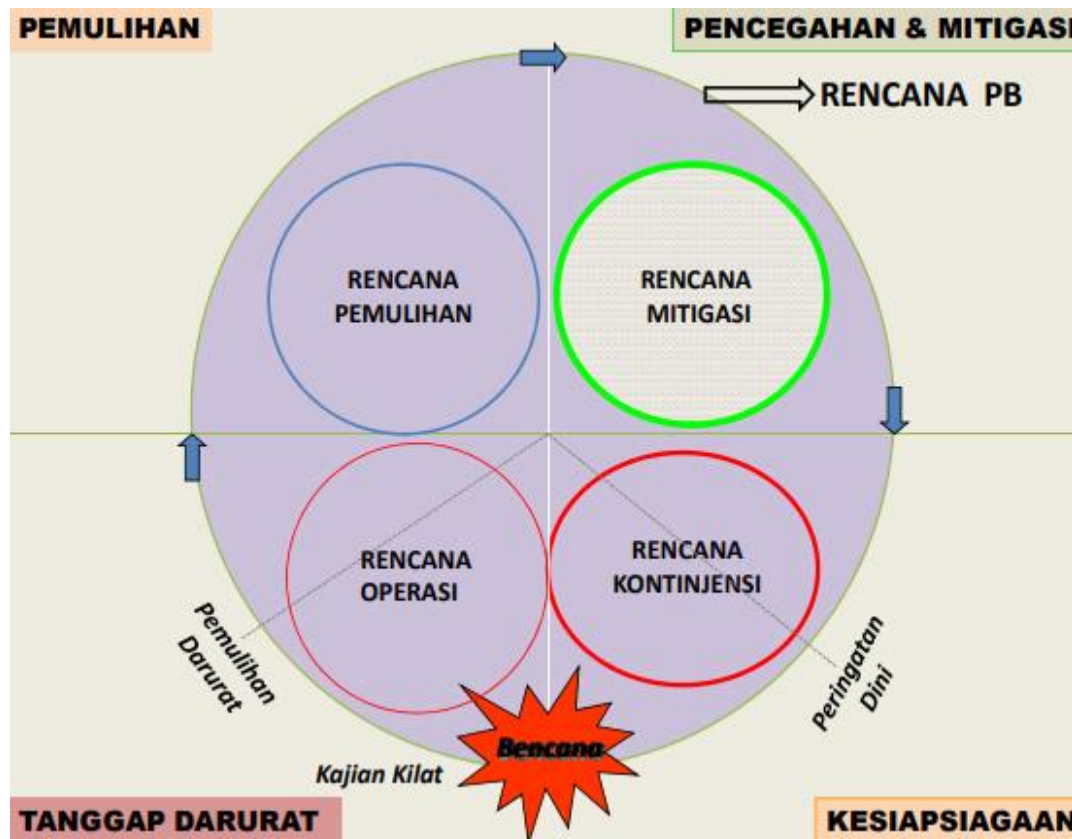 PEMULIHAN
PENCEGAHAN & MITIGASI
RENCANA PB
RENCANA
PEMULIHAN
RENCANA
MITIGASI
RENCANA
OPERASI
RENCANA
KONTINJENSI
Pemulihan
Darurat
Peringatan
Dini
Bencana
Kajian Kilat
TANGGAP DARURAT
KESIAPSIAGAAN